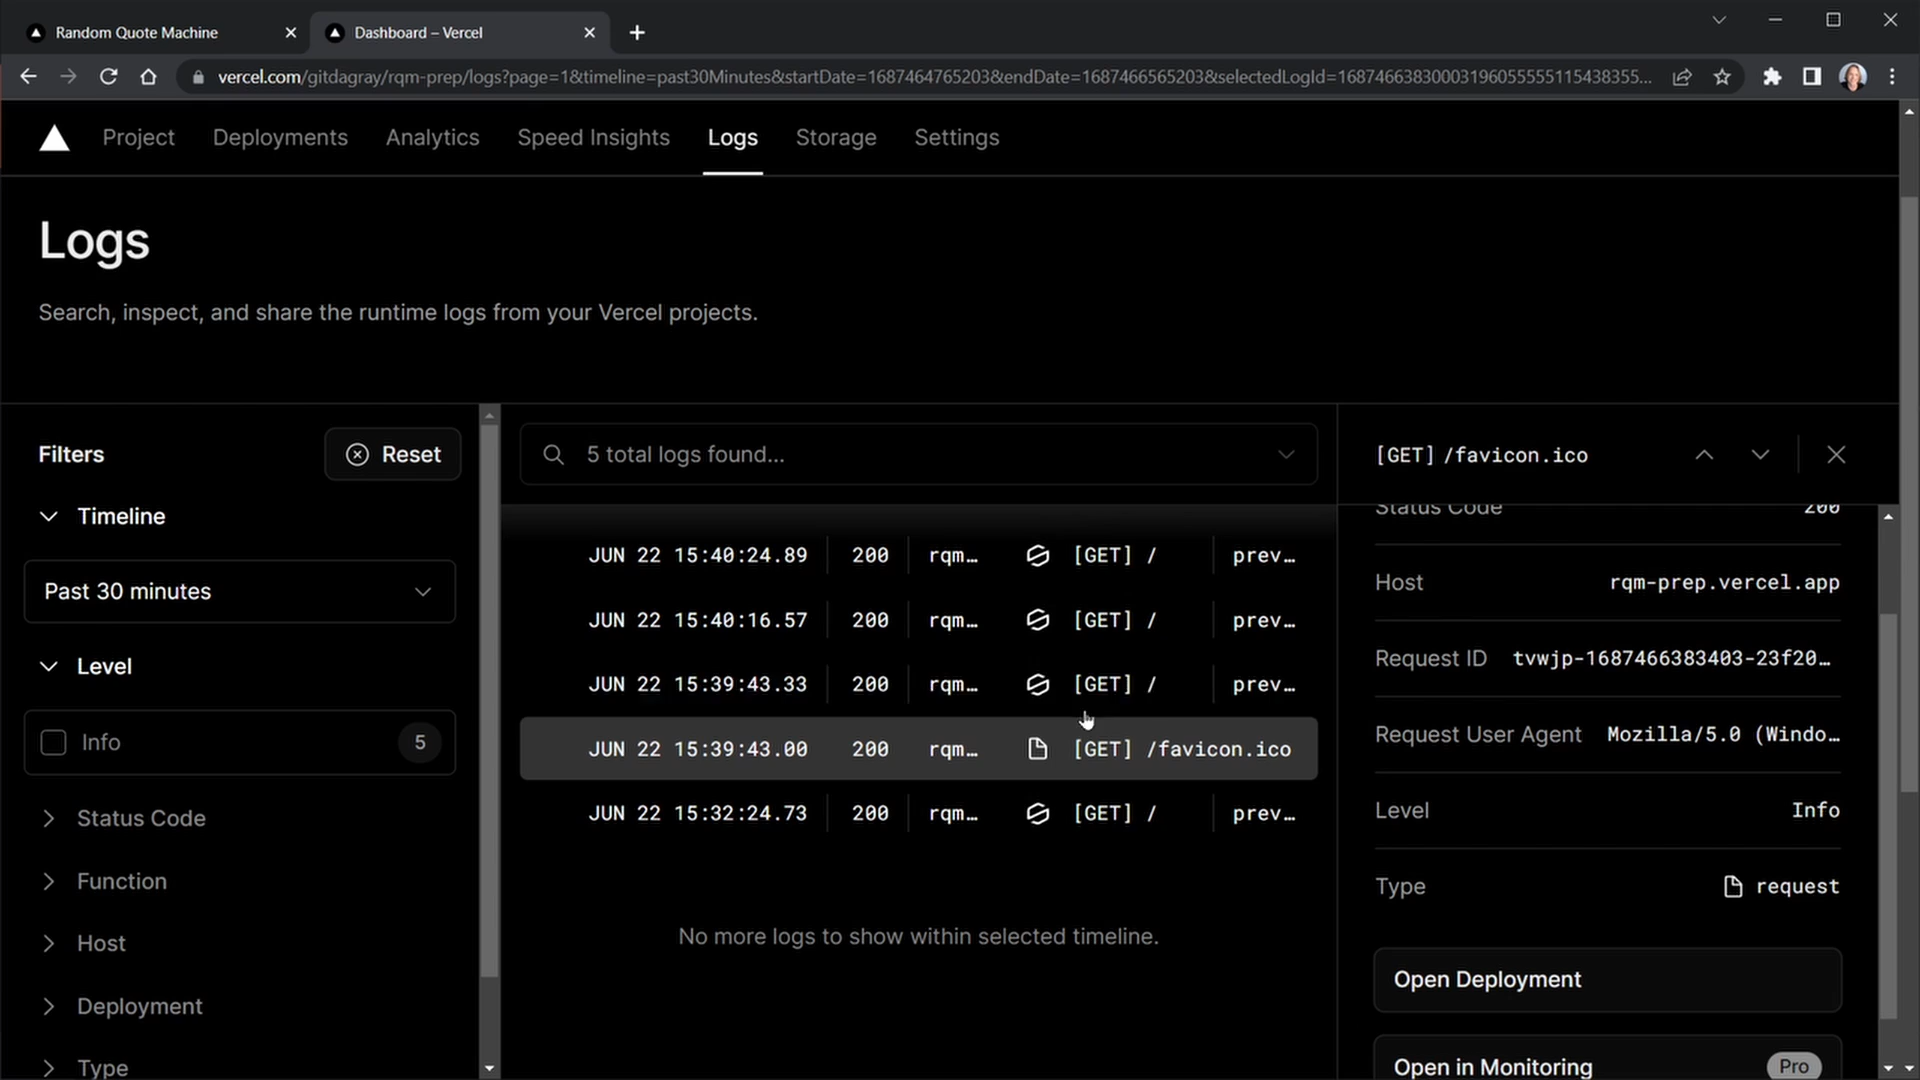 Random Quote Machine
Dashboard – Vercel
vercel.com/gitdagray/rqm-prep/logs?page=1&timeline=past30Minutes&startDate=1687464765203&endDate=1687466565203&selectedLogId=1687466383000319605555511543835 5...
Project Deployments Analytics Speed Insights Logs Storage Settings
Logs
Search, inspect, and share the runtime logs from your Vercel projects.
Filters
Reset
Timeline
Past 30 minutes
Level
Info 5
Status Code
Function
Host
Deployment
Type
5 total logs found...
JUN 22 15:40:24.89 200 rqm... [GET] / prev...
JUN 22 15:40:16.57 200 rqm... [GET] / prev...
JUN 22 15:39:43.33 200 rqm... [GET] / prev...
JUN 22 15:39:43.00 200 rqm... [GET] /favicon.ico
JUN 22 15:32:24.73 200 rqm... [GET] / prev...
No more logs to show within selected timeline.
[GET] /favicon.ico
Status Code 200
Host rqm-prep.vercel.app
Request ID tvwjp-1687466383403-23f20...
Request User Agent Mozilla/5.0 (Windo...
Level Info
Type request
Open Deployment
Open in Monitoring Pro